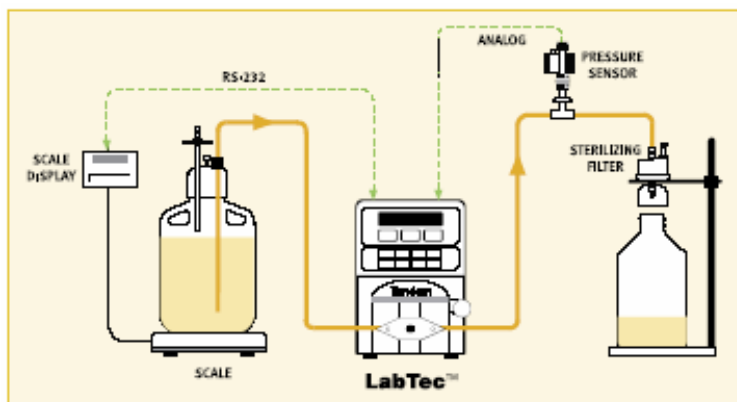 ANALOG
PRESSURE
SENSOR
RS-232
SCALE
DISPLAY
STERILIZING
FILTER
SCALE
LabTec™